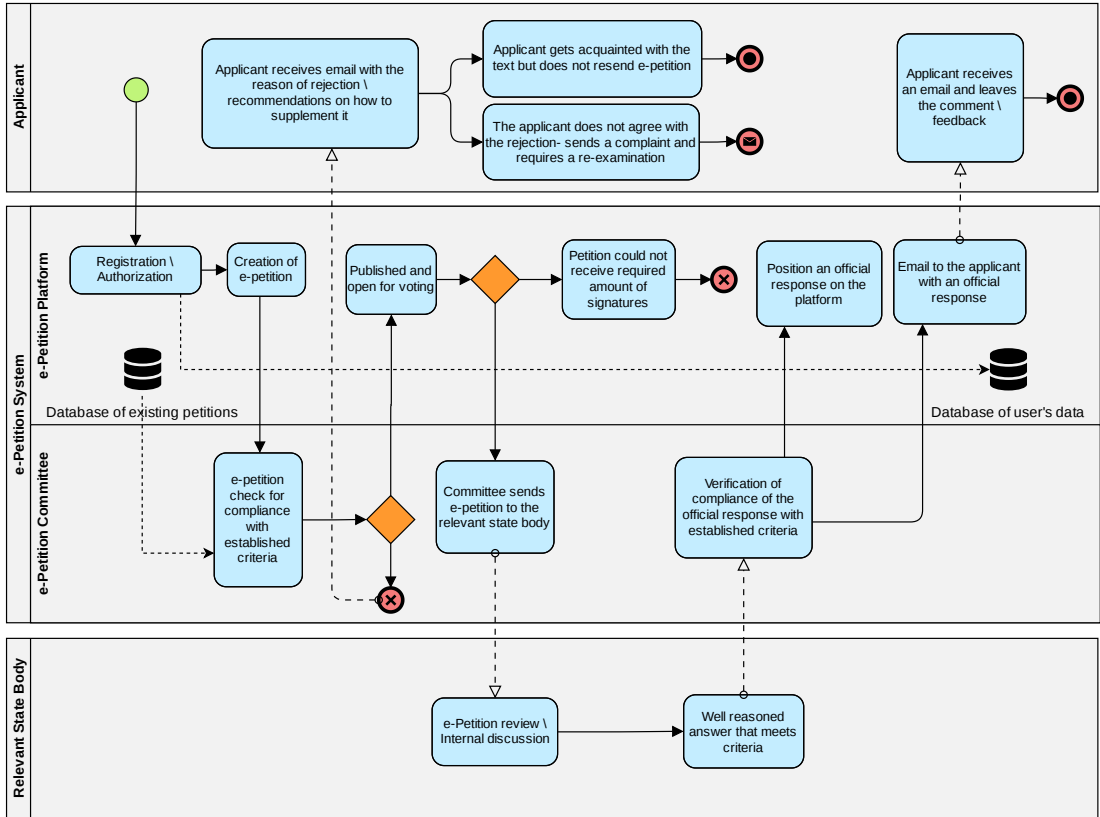 Applicant
Applicant receives email with the
reason of rejection \
recommendations on how to
supplement it
Applicant gets acquainted with the
text but does not resend e-petition
The applicant does not agree with
the rejection- sends a complaint and
requires a re-examination
Applicant receives
an email and leaves
the comment \
feedback
e-Petition System
e-Petition Platform
Registration \
Authorization
Creation of
e-petition
Published and
open for voting
Petition could not
receive required
amount of
signatures
Position an official
response on the
platform
Email to the applicant
with an official
response
Database of existing petitions
Database of user's data
e-Petition Committee
e-petition
check for
compliance
with
established
criteria
Committee sends
e-petition to the
relevant state body
Verification of
compliance of the
official response with
established criteria
Relevant State Body
e-Petition review \
Internal discussion
Well reasoned
answer that meets
criteria